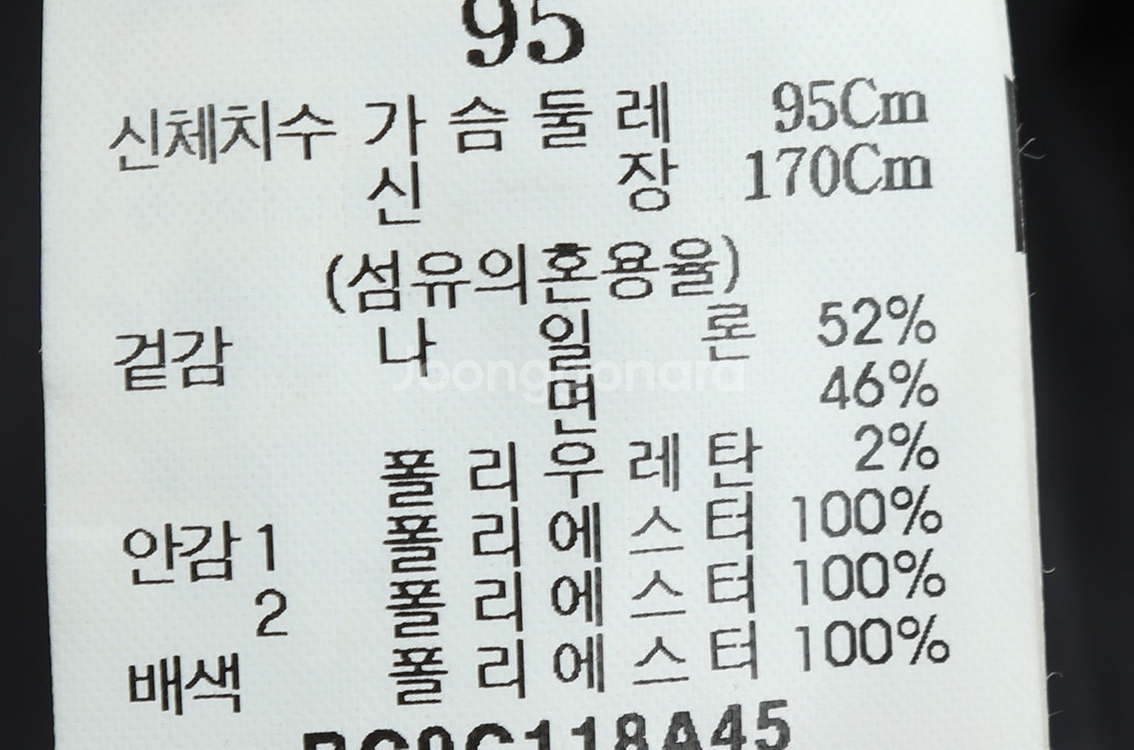 95
신체치수 가슴둘레 95Cm
신장 170Cm
(섬유의혼용율)
겉감 나일론 52%
면 46%
폴리우레탄 2%
안감1 폴리에스터 100%
2 폴리에스터 100%
배색 폴리에스터 100%
Joonggonara